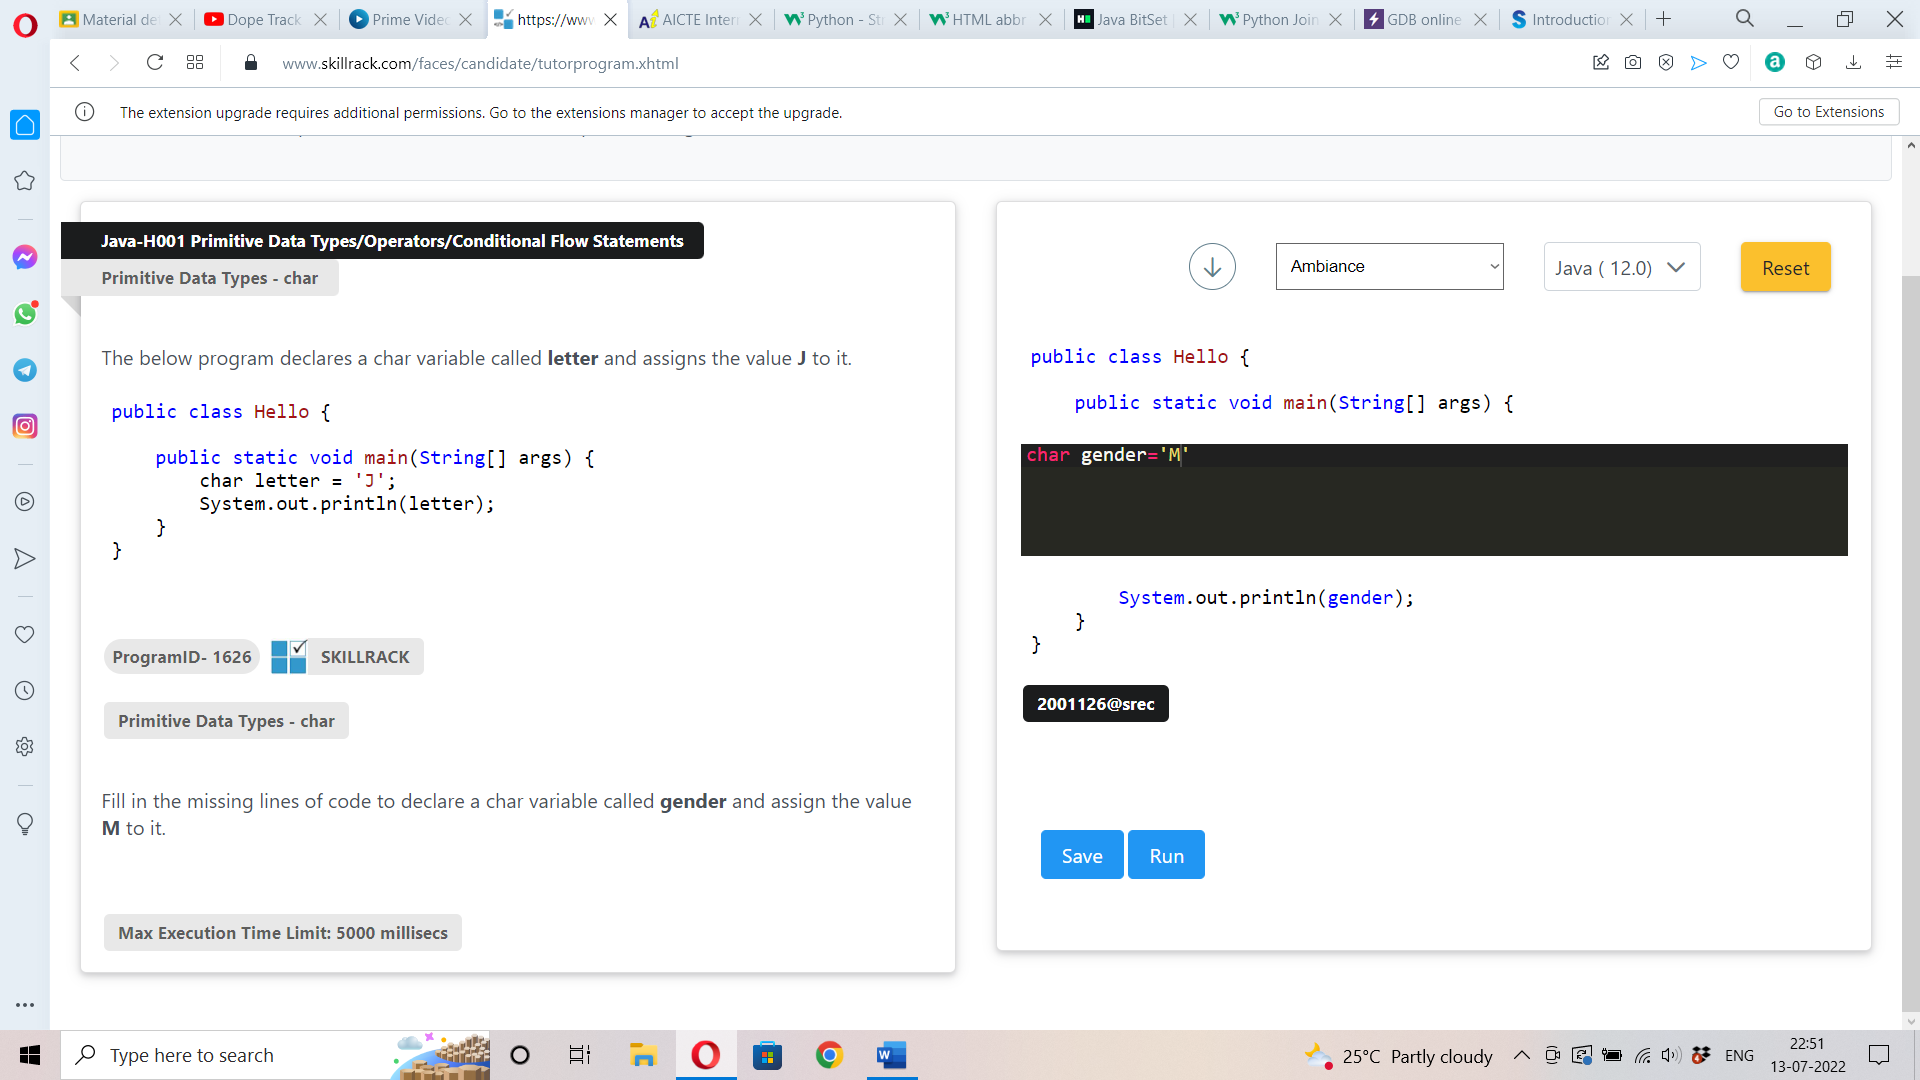 Material de
Dope Track
Prime Vide
https://www
AICTE Inter
Python - St
HTML abbr
Java BitSet
Python Join
GDB online
Introduction
www.skillrack.com/faces/candidate/tutorprogram.xhtml
The extension upgrade requires additional permissions. Go to the extensions manager to accept the upgrade.
Go to Extensions
Java-H001 Primitive Data Types/Operators/Conditional Flow Statements
Primitive Data Types - char
The below program declares a char variable called letter and assigns the value J to it.
public class Hello {
public static void main(String[] args) {
char letter = 'J';
System.out.println(letter);
}
}
ProgramID- 1626
SKILLRACK
Primitive Data Types - char
Fill in the missing lines of code to declare a char variable called gender and assign the value
M to it.
Max Execution Time Limit: 5000 millisecs
Ambiance
Java ( 12.0)
Reset
public class Hello {
public static void main(String[] args) {
char gender='M'
System.out.println(gender);
}
}
2001126@srec
Save
Run
Type here to search
25°C Partly cloudy
ENG
22:51
13-07-2022